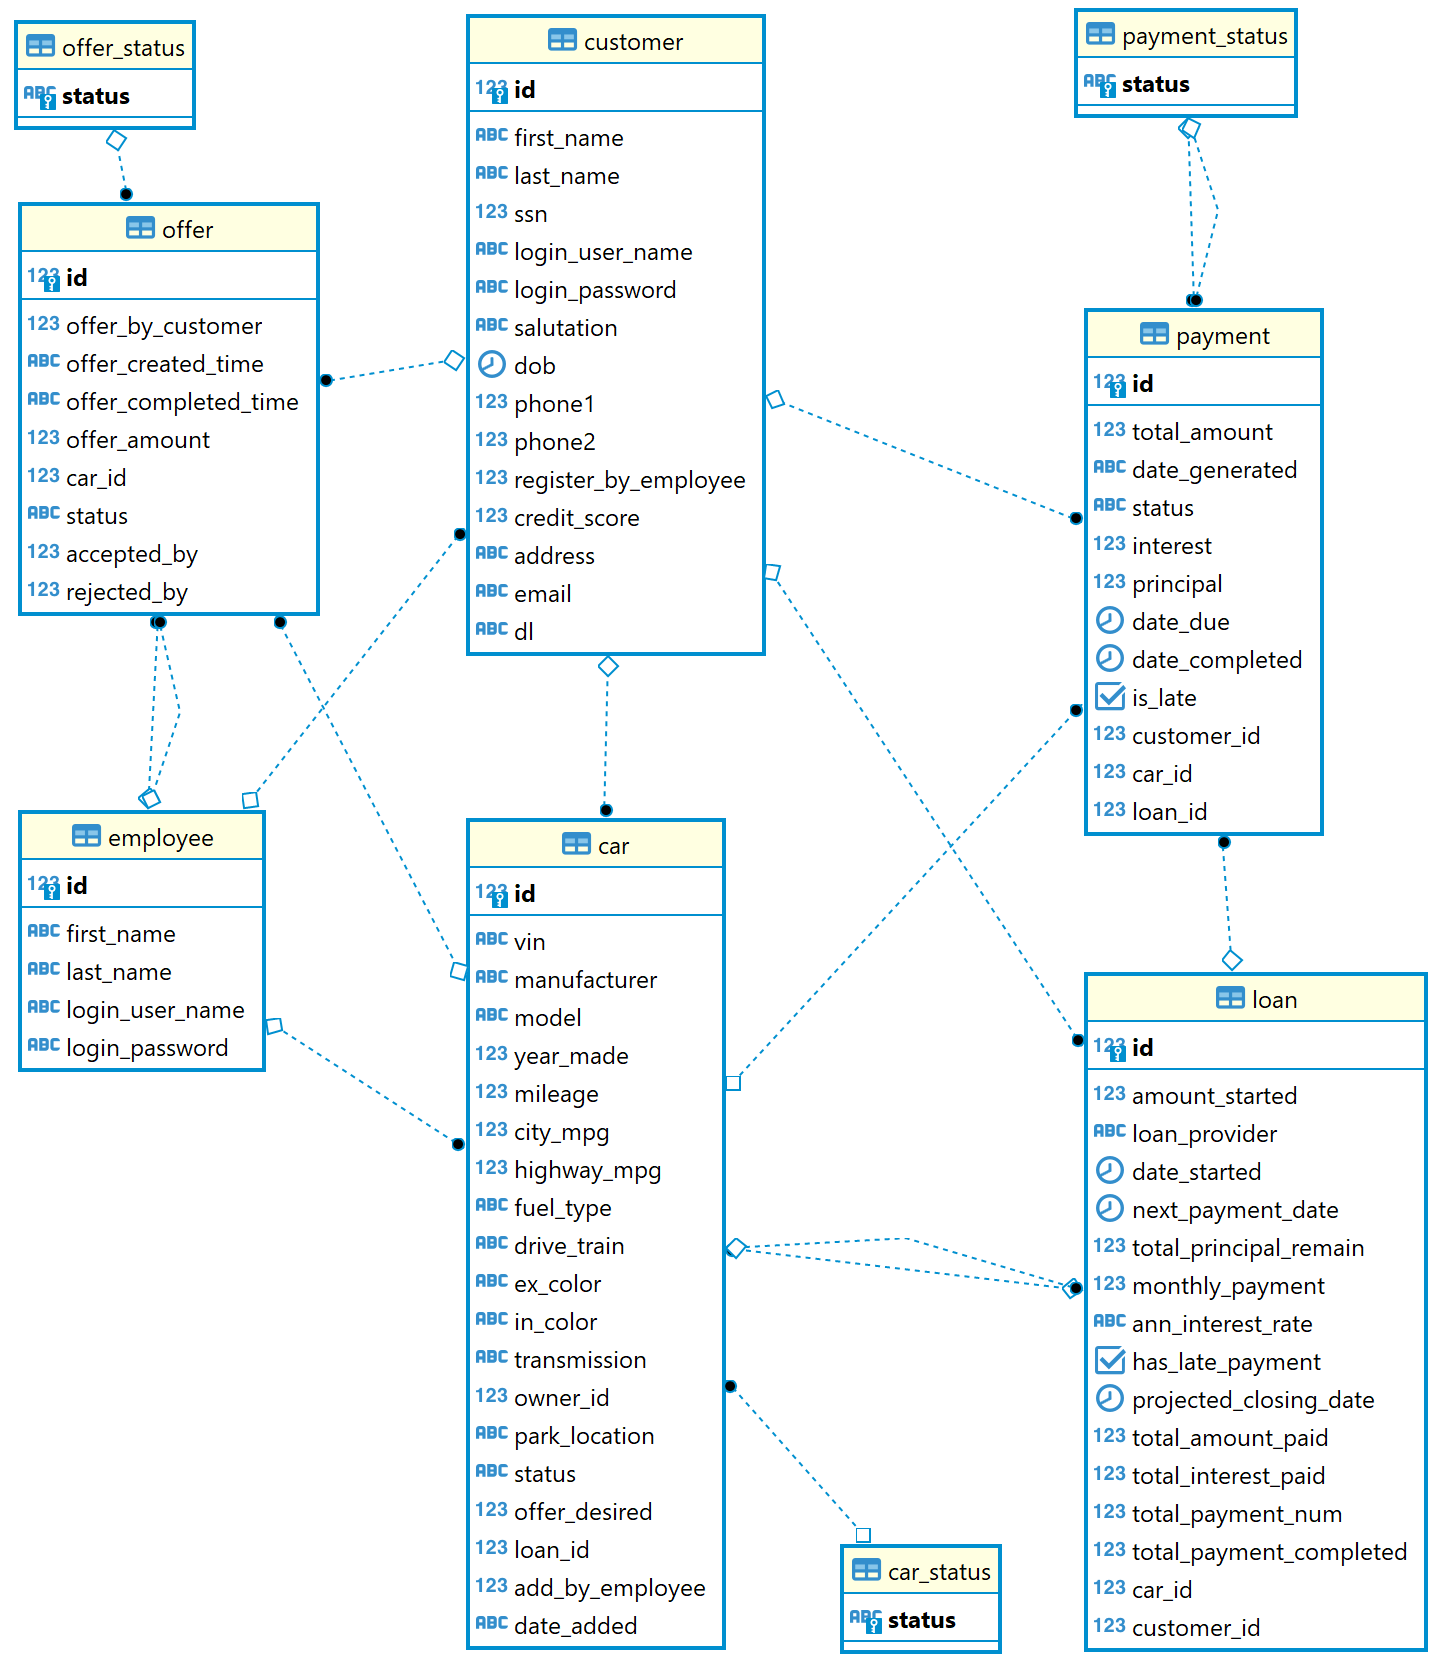 offer_status
ABC status
offer
123 id
123 offer_by_customer
ABC offer_created_time
ABC offer_completed_time
123 offer_amount
123 car_id
ABC status
123 accepted_by
123 rejected_by
employee
123 id
ABC first_name
ABC last_name
ABC login_user_name
ABC login_password
customer
123 id
ABC first_name
ABC last_name
123 ssn
ABC login_user_name
ABC login_password
ABC salutation
dob
123 phone1
123 phone2
123 register_by_employee
123 credit_score
ABC address
ABC email
ABC dl
car
123 id
ABC vin
ABC manufacturer
ABC model
123 year_made
123 mileage
123 city_mpg
123 highway_mpg
ABC fuel_type
ABC drive_train
ABC ex_color
ABC in_color
ABC transmission
123 owner_id
ABC park_location
ABC status
123 offer_desired
123 loan_id
123 add_by_employee
ABC date_added
car_status
ABC status
payment_status
ABC status
payment
123 id
123 total_amount
ABC date_generated
ABC status
123 interest
123 principal
date_due
date_completed
is_late
123 customer_id
123 car_id
123 loan_id
loan
123 id
123 amount_started
ABC loan_provider
date_started
next_payment_date
123 total_principal_remain
123 monthly_payment
ABC ann_interest_rate
has_late_payment
projected_closing_date
123 total_amount_paid
123 total_interest_paid
123 total_payment_num
123 total_payment_completed
123 car_id
123 customer_id